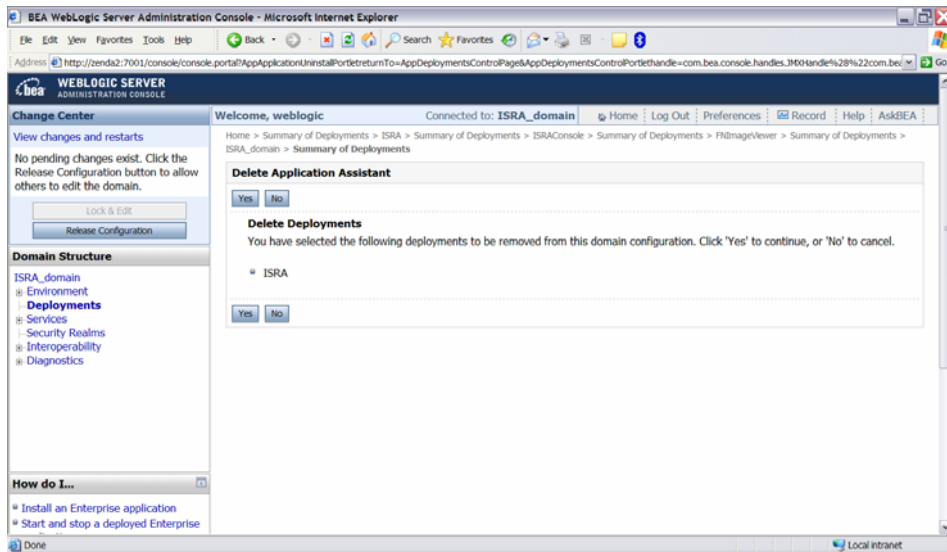 BEA WebLogic Server Administration Console - Microsoft Internet Explorer
File Edit View Favorites Tools Help
Back Search Favorites
Address http://zenda2:7001/console/console.portal?AppApplicationUninstallPortletreturnTo=AppDeploymentsControlPage&AppDeploymentsControlPortlethandle=com.bea.console.handles.JMXHandle%28%22com.bea Go
bea WEBLOGIC SERVER
ADMINISTRATION CONSOLE
Change Center
View changes and restarts
No pending changes exist. Click the
Release Configuration button to allow
others to edit the domain.
Lock & Edit
Release Configuration
Domain Structure
ISRA_domain
Environment
Deployments
Services
Security Realms
Interoperability
Diagnostics
How do I...
Install an Enterprise application
Start and stop a deployed Enterprise
Welcome, weblogic Connected to: ISRA_domain Home Log Out Preferences Record Help AskBEA
Home > Summary of Deployments > ISRA > Summary of Deployments > ISRAConsole > Summary of Deployments > FNImageViewer > Summary of Deployments >
ISRA_domain > Summary of Deployments
Delete Application Assistant
Yes No
Delete Deployments
You have selected the following deployments to be removed from this domain configuration. Click 'Yes' to continue, or 'No' to cancel.
ISRA
Yes No
Done Local intranet